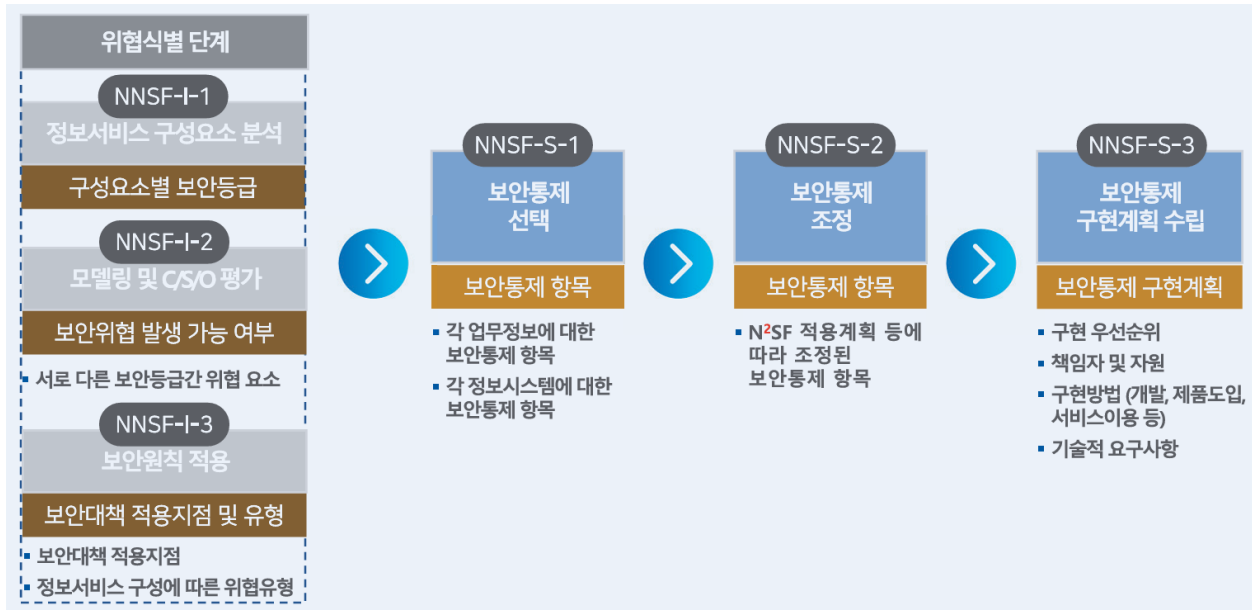 위협식별 단계
NNSF-I-1
정보서비스 구성요소 분석
구성요소별 보안등급
NNSF-I-2
모델링 및 C/S/O 평가
보안위협 발생 가능 여부
▪ 서로 다른 보안등급간 위협 요소
NNSF-I-3
보안원칙 적용
보안대책 적용지점 및 유형
▪ 보안대책 적용지점
▪ 정보서비스 구성에 따른 위협유형
NNSF-S-1
보안통제
선택
보안통제 항목
▪ 각 업무정보에 대한
보안통제 항목
▪ 각 정보시스템에 대한
보안통제 항목
NNSF-S-2
보안통제
조정
보안통제 항목
▪ N²SF 적용계획 등에
따라 조정된
보안통제 항목
NNSF-S-3
보안통제
구현계획 수립
보안통제 구현계획
▪ 구현 우선순위
▪ 책임자 및 자원
▪ 구현방법 (개발, 제품도입,
서비스이용 등)
▪ 기술적 요구사항